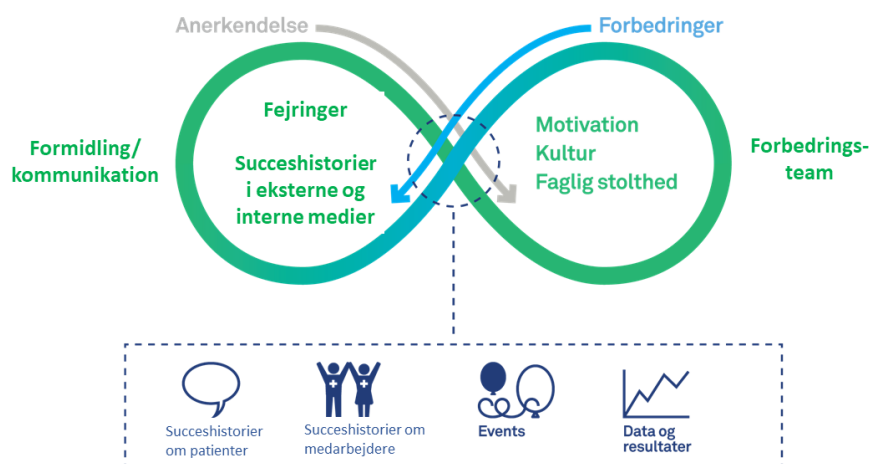 Anerkendelse
Forbedringer
Formidling/
kommunikation
Fejringer
Succeshistorier
i eksterne og
interne medier
Motivation
Kultur
Faglig stolthed
Forbedrings-
team
Succeshistorier
om patienter
Succeshistorier om
medarbejdere
Events
Data og
resultater